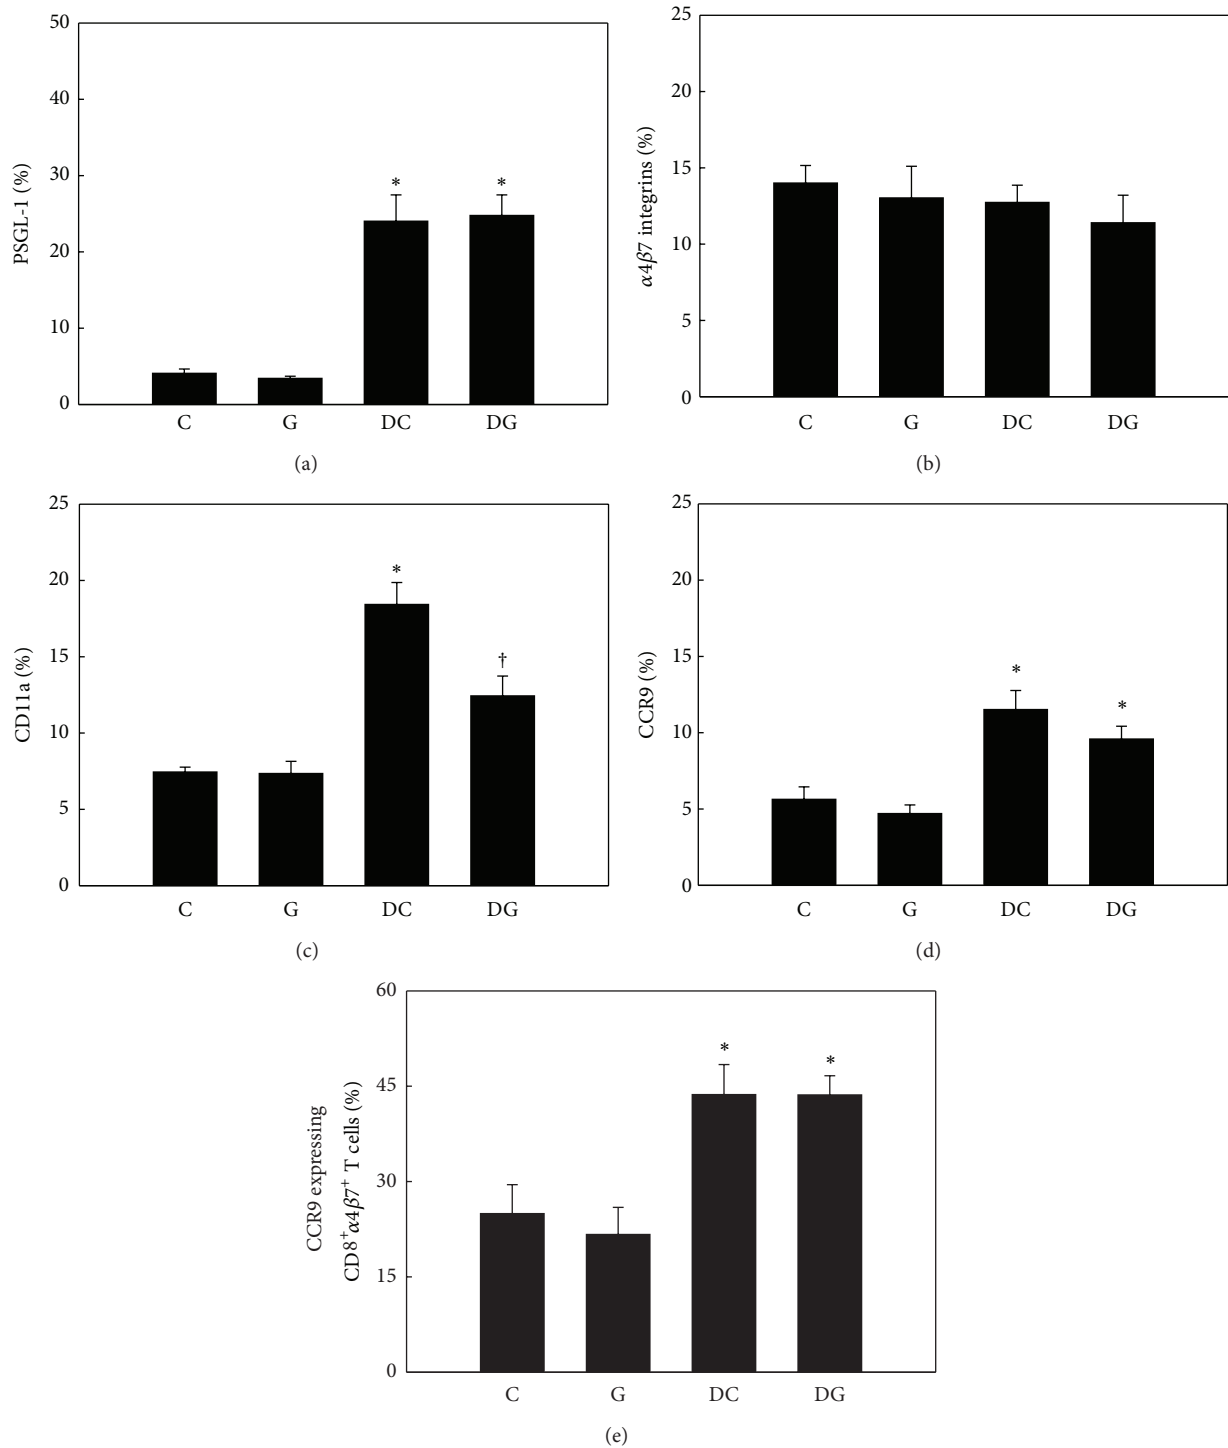 50
40
30
20
10
0
PSGL-1 (%)
* *
C G DC DG
(a)
25
20
15
10
5
0
α4β7 integrins (%)
C G DC DG
(b)
25
20
15
10
5
0
CD11a (%)
* †
C G DC DG
(c)
25
20
15
10
5
0
CCR9 (%)
* *
C G DC DG
(d)
60
45
30
15
0
CCR9 expressing
CD8⁺α4β7⁺ T cells (%)
* *
C G DC DG
(e)